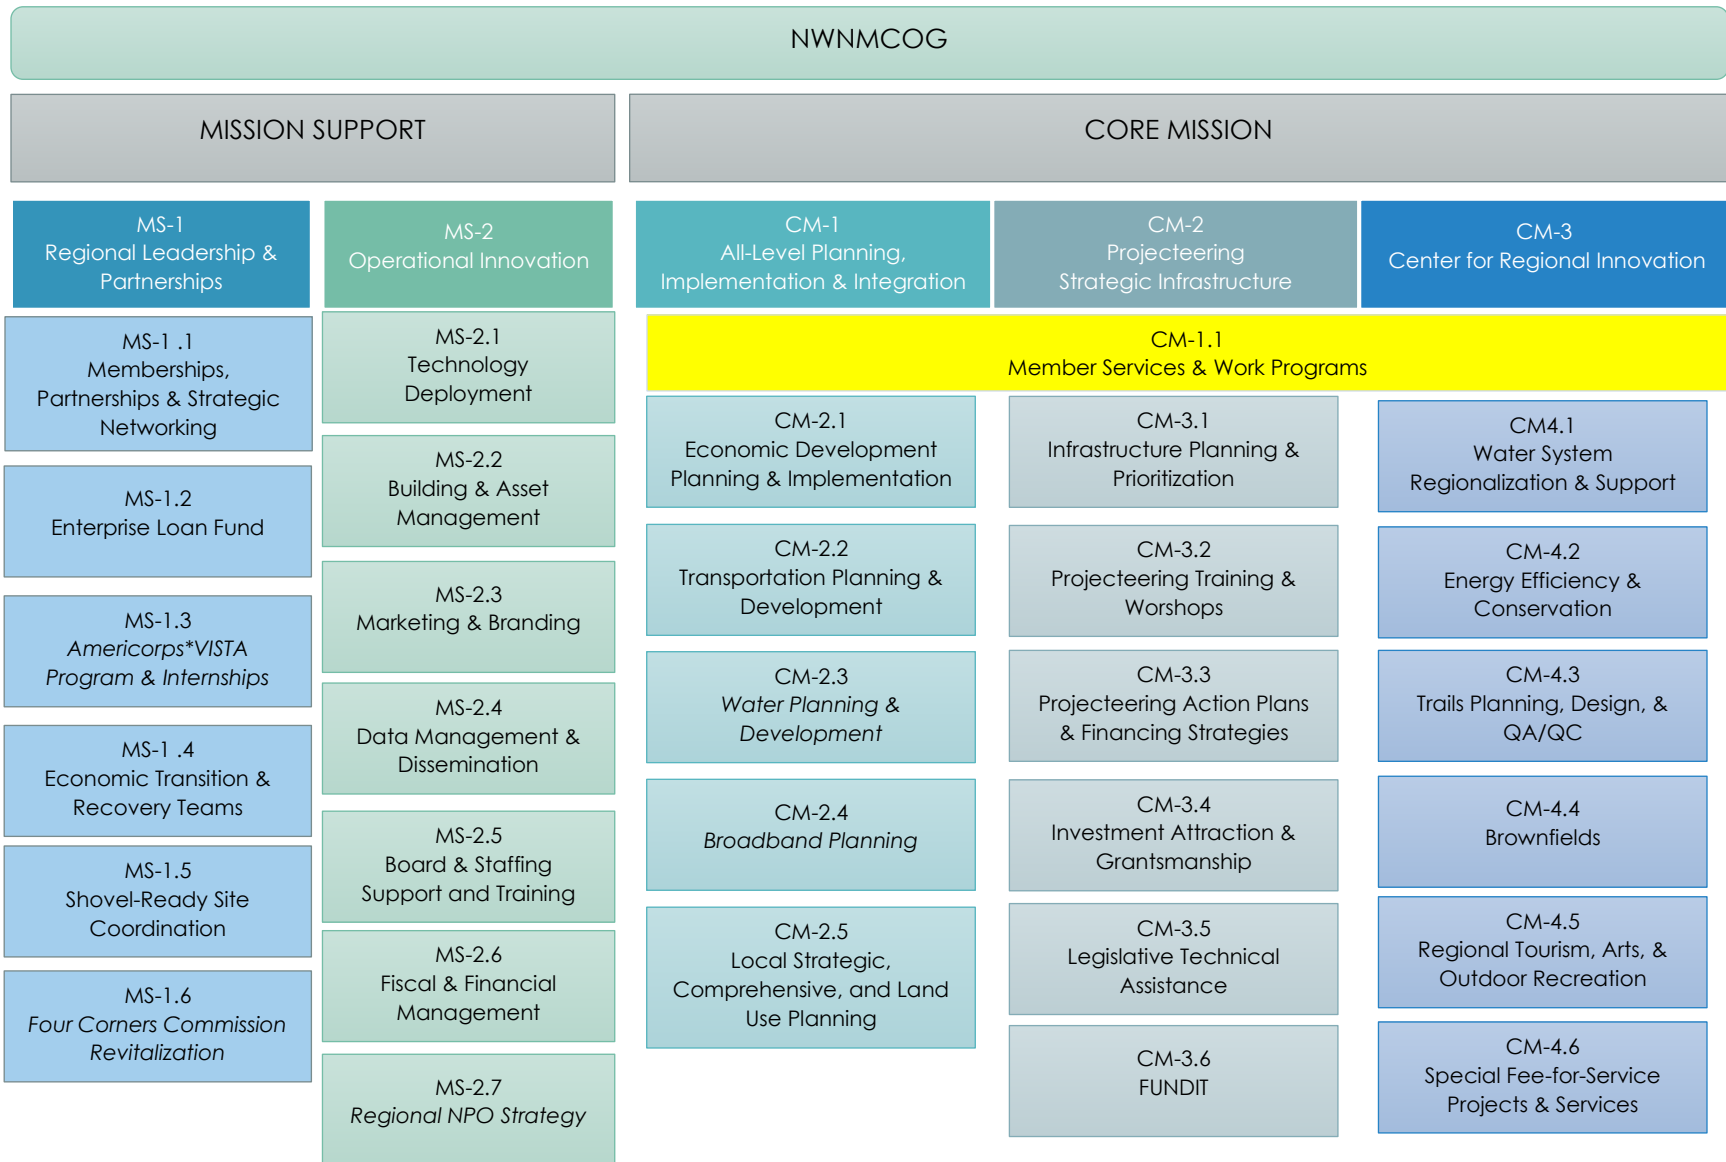 NWNMCOG
MISSION SUPPORT
CORE MISSION
MS-1
Regional Leadership &
Partnerships
MS-2
Operational Innovation
CM-1
All-Level Planning,
Implementation & Integration
CM-2
Projecteering
Strategic Infrastructure
CM-3
Center for Regional Innovation
MS-1 .1
Memberships,
Partnerships & Strategic
Networking
MS-1.2
Enterprise Loan Fund
MS-1.3
Americorps*VISTA
Program & Internships
MS-1 .4
Economic Transition &
Recovery Teams
MS-1.5
Shovel-Ready Site
Coordination
MS-1.6
Four Corners Commission
Revitalization
MS-2.1
Technology
Deployment
MS-2.2
Building & Asset
Management
MS-2.3
Marketing & Branding
MS-2.4
Data Management &
Dissemination
MS-2.5
Board & Staffing
Support and Training
MS-2.6
Fiscal & Financial
Management
MS-2.7
Regional NPO Strategy
CM-1.1
Member Services & Work Programs
CM-2.1
Economic Development
Planning & Implementation
CM-2.2
Transportation Planning &
Development
CM-2.3
Water Planning &
Development
CM-2.4
Broadband Planning
CM-2.5
Local Strategic,
Comprehensive, and Land
Use Planning
CM-3.1
Infrastructure Planning &
Prioritization
CM-3.2
Projecteering Training &
Worshops
CM-3.3
Projecteering Action Plans
& Financing Strategies
CM-3.4
Investment Attraction &
Grantsmanship
CM-3.5
Legislative Technical
Assistance
CM-3.6
FUNDIT
CM4.1
Water System
Regionalization & Support
CM-4.2
Energy Efficiency &
Conservation
CM-4.3
Trails Planning, Design, &
QA/QC
CM-4.4
Brownfields
CM-4.5
Regional Tourism, Arts, &
Outdoor Recreation
CM-4.6
Special Fee-for-Service
Projects & Services